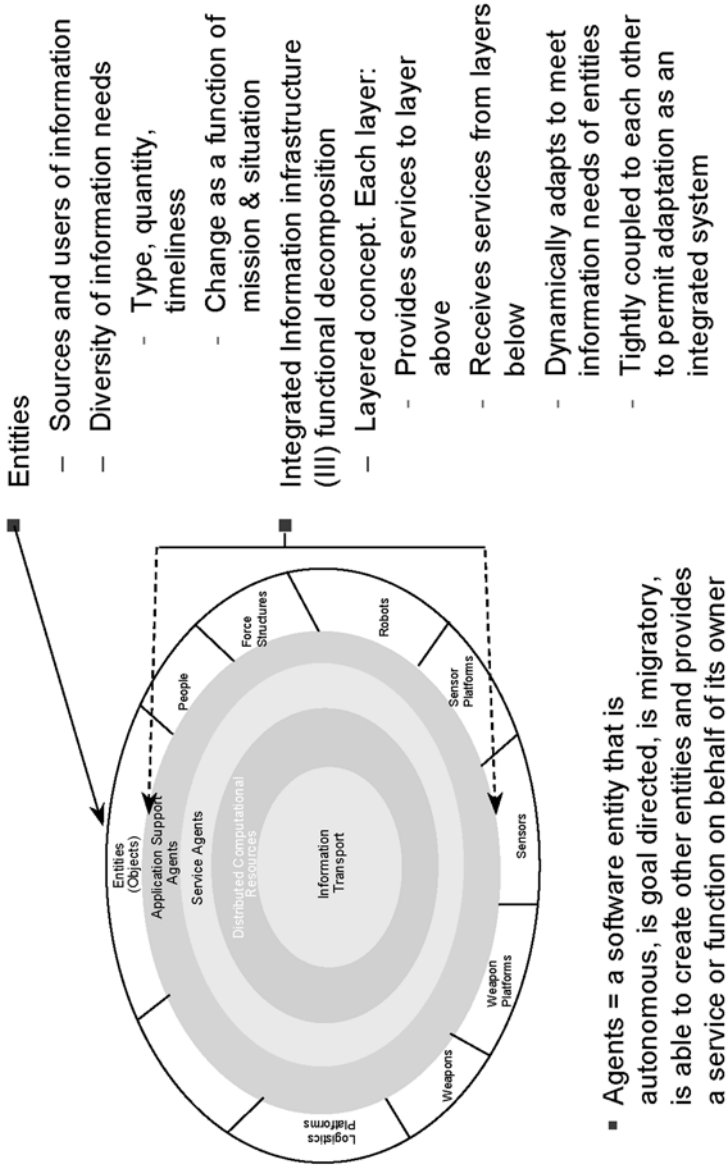 Entities
(Objects)
People
Force
Structures
Robots
Sensor
Platforms
Sensors
Weapon
Platforms
Weapons
Logistics
Platforms
Application Support
Agents
Service Agents
Distributed Computational
Resources
Information
Transport
■ Entities
– Sources and users of information
– Diversity of information needs
- Type, quantity,
timeliness
- Change as a function of
mission & situation
■ Integrated Information infrastructure
(III) functional decomposition
– Layered concept. Each layer:
- Provides services to layer
above
- Receives services from layers
below
- Dynamically adapts to meet
information needs of entities
- Tightly coupled to each other
to permit adaptation as an
integrated system
■ Agents = a software entity that is
autonomous, is goal directed, is migratory,
is able to create other entities and provides
a service or function on behalf of its owner